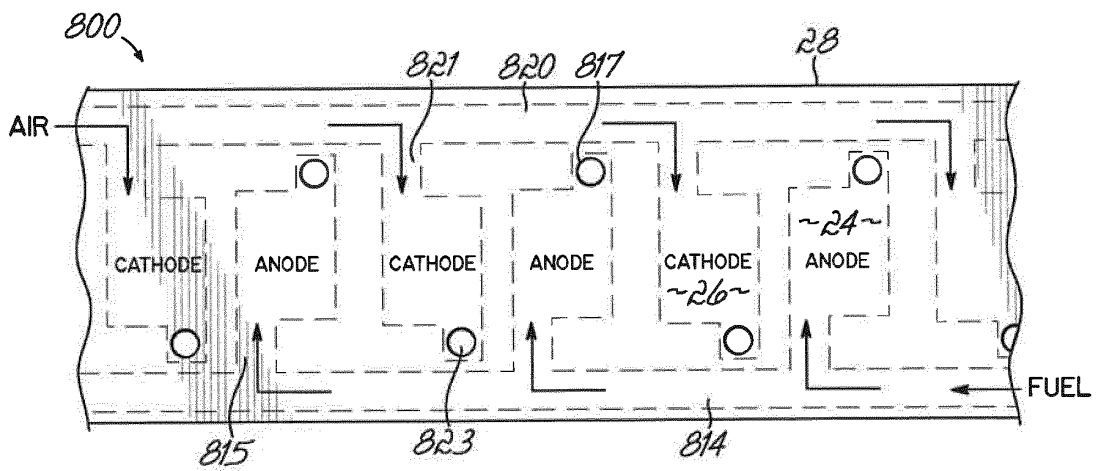 800
28
821 820 817
AIR
~24~
CATHODE ANODE CATHODE ANODE CATHODE ANODE
~26~
FUEL
815 823 814